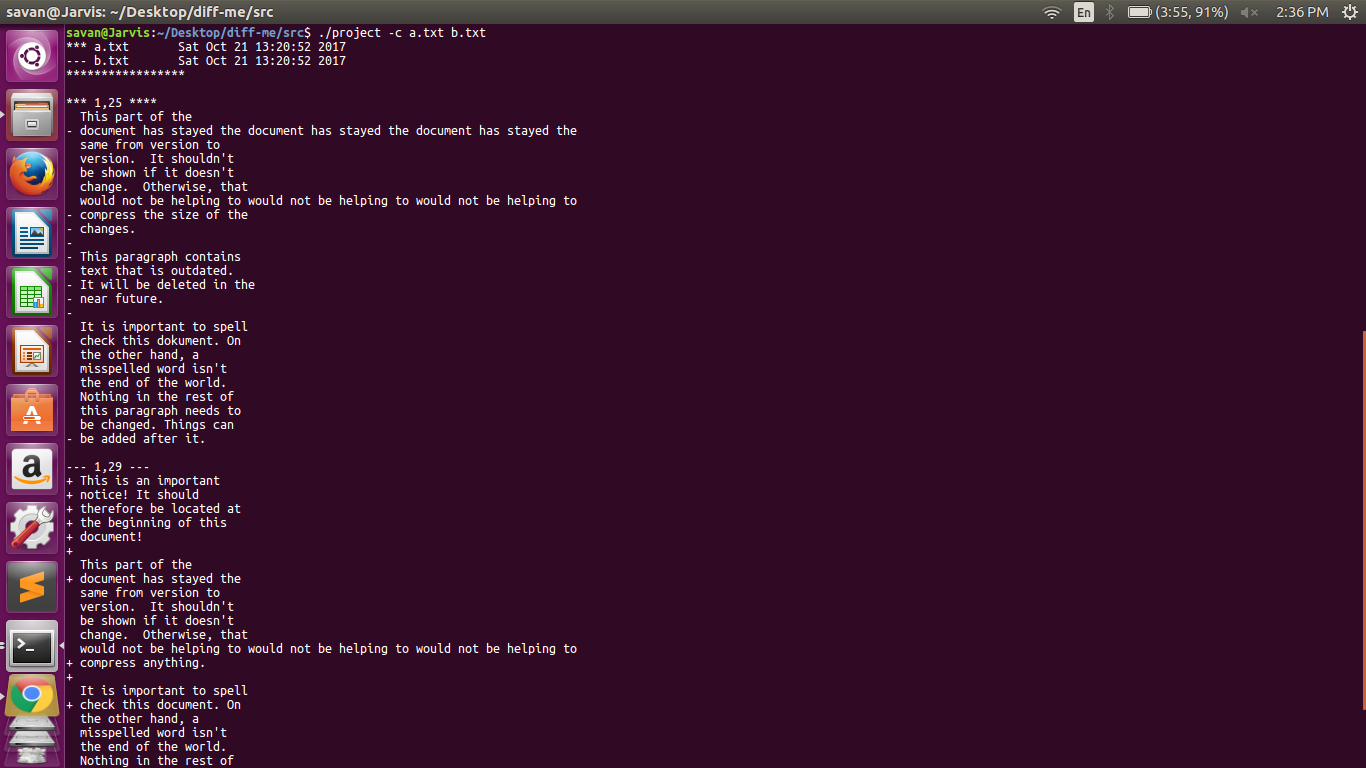 savan@Jarvis: ~/Desktop/diff-me/src
En
(3:55, 91%)
2:36 PM
savan@Jarvis:~/Desktop/diff-me/src$ ./project -c a.txt b.txt
*** a.txt       Sat Oct 21 13:20:52 2017
--- b.txt       Sat Oct 21 13:20:52 2017
*****************
*** 1,25 ****
  This part of the
- document has stayed the document has stayed the document has stayed the
  same from version to
  version.  It shouldn't
  be shown if it doesn't
  change.  Otherwise, that
  would not be helping to would not be helping to would not be helping to
- compress the size of the
- changes.
-
- This paragraph contains
- text that is outdated.
- It will be deleted in the
- near future.
-
  It is important to spell
- check this dokument. On
  the other hand, a
  misspelled word isn't
  the end of the world.
  Nothing in the rest of
  this paragraph needs to
  be changed. Things can
- be added after it.
--- 1,29 ---
+ This is an important
+ notice! It should
+ therefore be located at
+ the beginning of this
+ document!
+
  This part of the
+ document has stayed the
  same from version to
  version.  It shouldn't
  be shown if it doesn't
  change.  Otherwise, that
  would not be helping to would not be helping to would not be helping to
+ compress anything.
+
  It is important to spell
+ check this document. On
  the other hand, a
  misspelled word isn't
  the end of the world.
  Nothing in the rest of